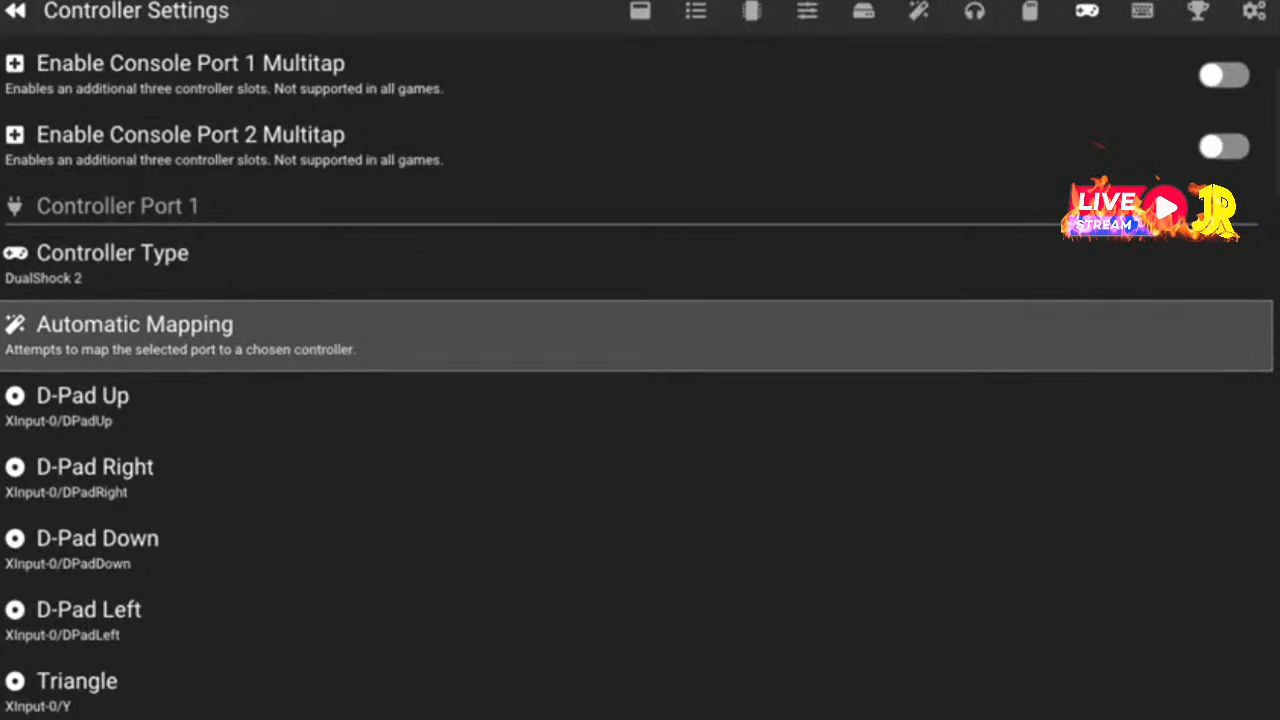 Controller Settings
Enable Console Port 1 Multitap
Enables an additional three controller slots. Not supported in all games.
Enable Console Port 2 Multitap
Enables an additional three controller slots. Not supported in all games.
Controller Port 1
LIVE
STREAM
JR
Controller Type
DualShock 2
Automatic Mapping
Attempts to map the selected port to a chosen controller.
D-Pad Up
XInput-0/DPadUp
D-Pad Right
XInput-0/DPadRight
D-Pad Down
XInput-0/DPadDown
D-Pad Left
XInput-0/DPadLeft
Triangle
XInput-0/Y